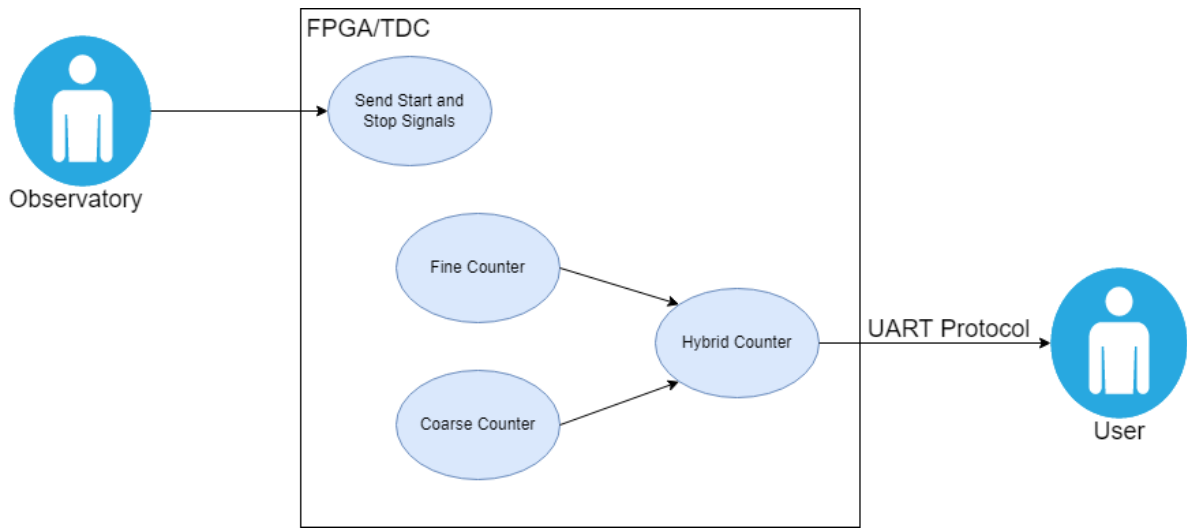 FPGA/TDC
Send Start and
Stop Signals
Observatory
Fine Counter
Hybrid Counter
UART Protocol
Coarse Counter
User